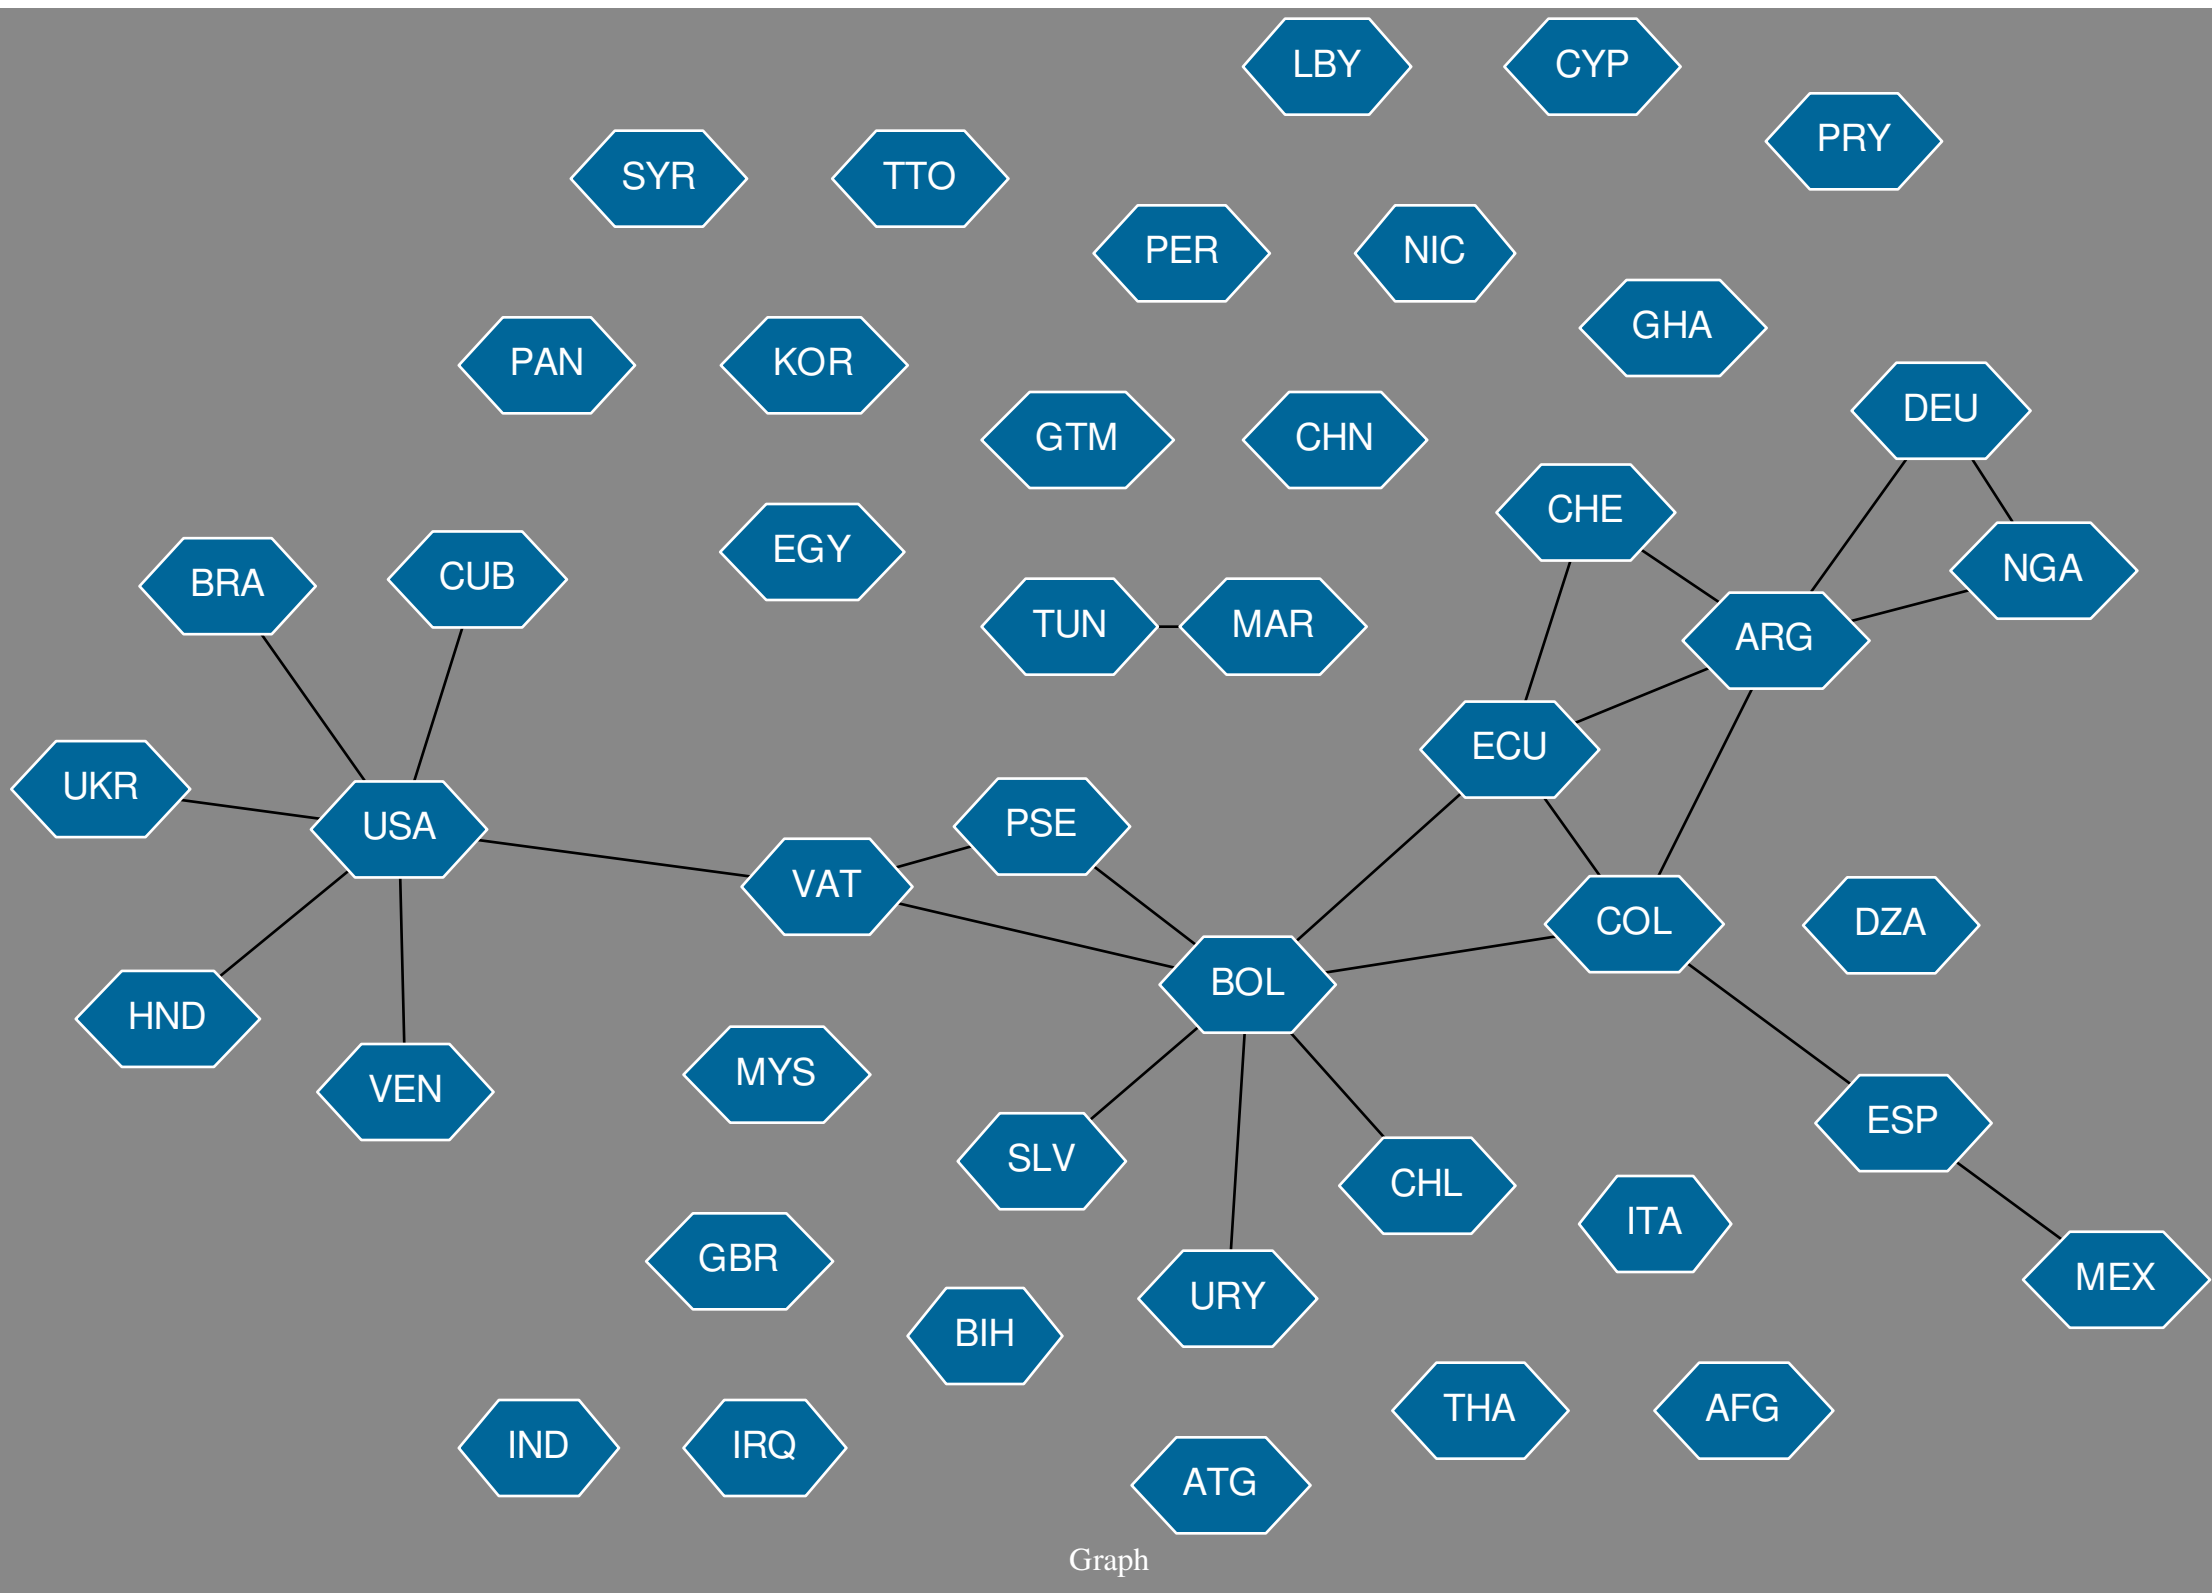 LBY
CYP
PRY
SYR
TTO
PER
NIC
GHA
PAN
KOR
DEU
GTM
CHN
CHE
EGY
NGA
BRA
CUB
TUN
MAR
ARG
ECU
UKR
USA
PSE
VAT
COL
DZA
BOL
HND
MYS
VEN
ESP
SLV
CHL
ITA
GBR
MEX
URY
BIH
THA
AFG
IND
IRQ
ATG
Graph